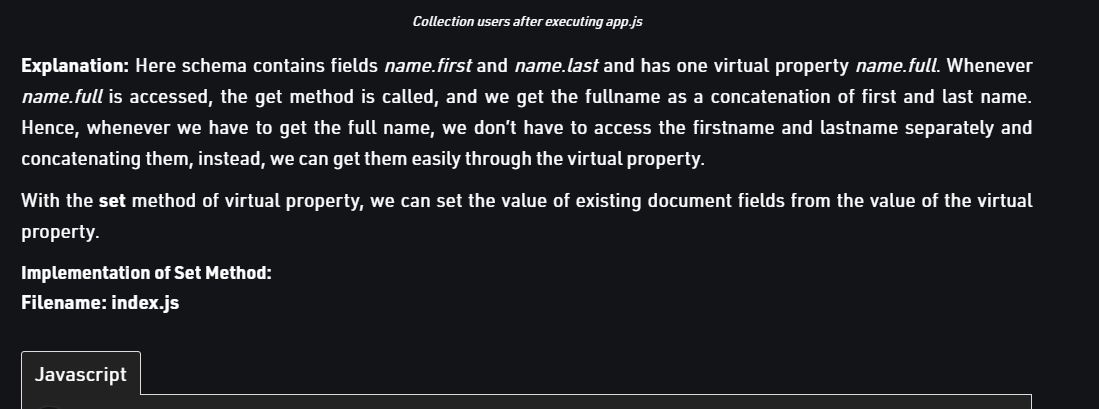 Collection users after executing app.js
Explanation: Here schema contains fields name.first and name.last and has one virtual property name.full. Whenever
name.full is accessed, the get method is called, and we get the fullname as a concatenation of first and last name.
Hence, whenever we have to get the full name, we don’t have to access the firstname and lastname separately and
concatenating them, instead, we can get them easily through the virtual property.
With the set method of virtual property, we can set the value of existing document fields from the value of the virtual
property.
Implementation of Set Method:
Filename: index.js
Javascript